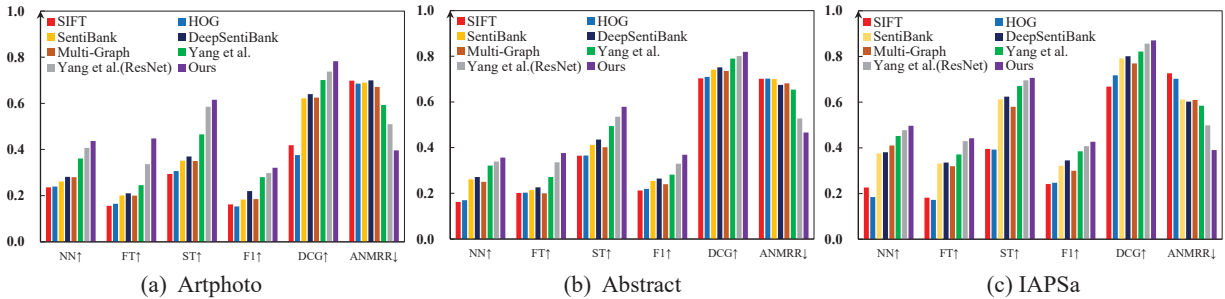 1.0
0.8
0.6
0.4
0.2
0.0
SIFT HOG
SentiBank DeepSentiBank
Multi-Graph Yang et al.
Yang et al.(ResNet) Ours
NN↑ FT↑ ST↑ F1↑ DCG↑ ANMRR↓
(a) Artphoto
1.0
0.8
0.6
0.4
0.2
0.0
SIFT HOG
SentiBank DeepSentiBank
Multi-Graph Yang et al.
Yang et al.(ResNet) Ours
NN↑ FT↑ ST↑ F1↑ DCG↑ ANMRR↓
(b) Abstract
1.0
0.8
0.6
0.4
0.2
0.0
SIFT HOG
SentiBank DeepSentiBank
Multi-Graph Yang et al.
Yang et al.(ResNet) Ours
NN↑ FT↑ ST↑ F1↑ DCG↑ ANMRR↓
(c) IAPSa